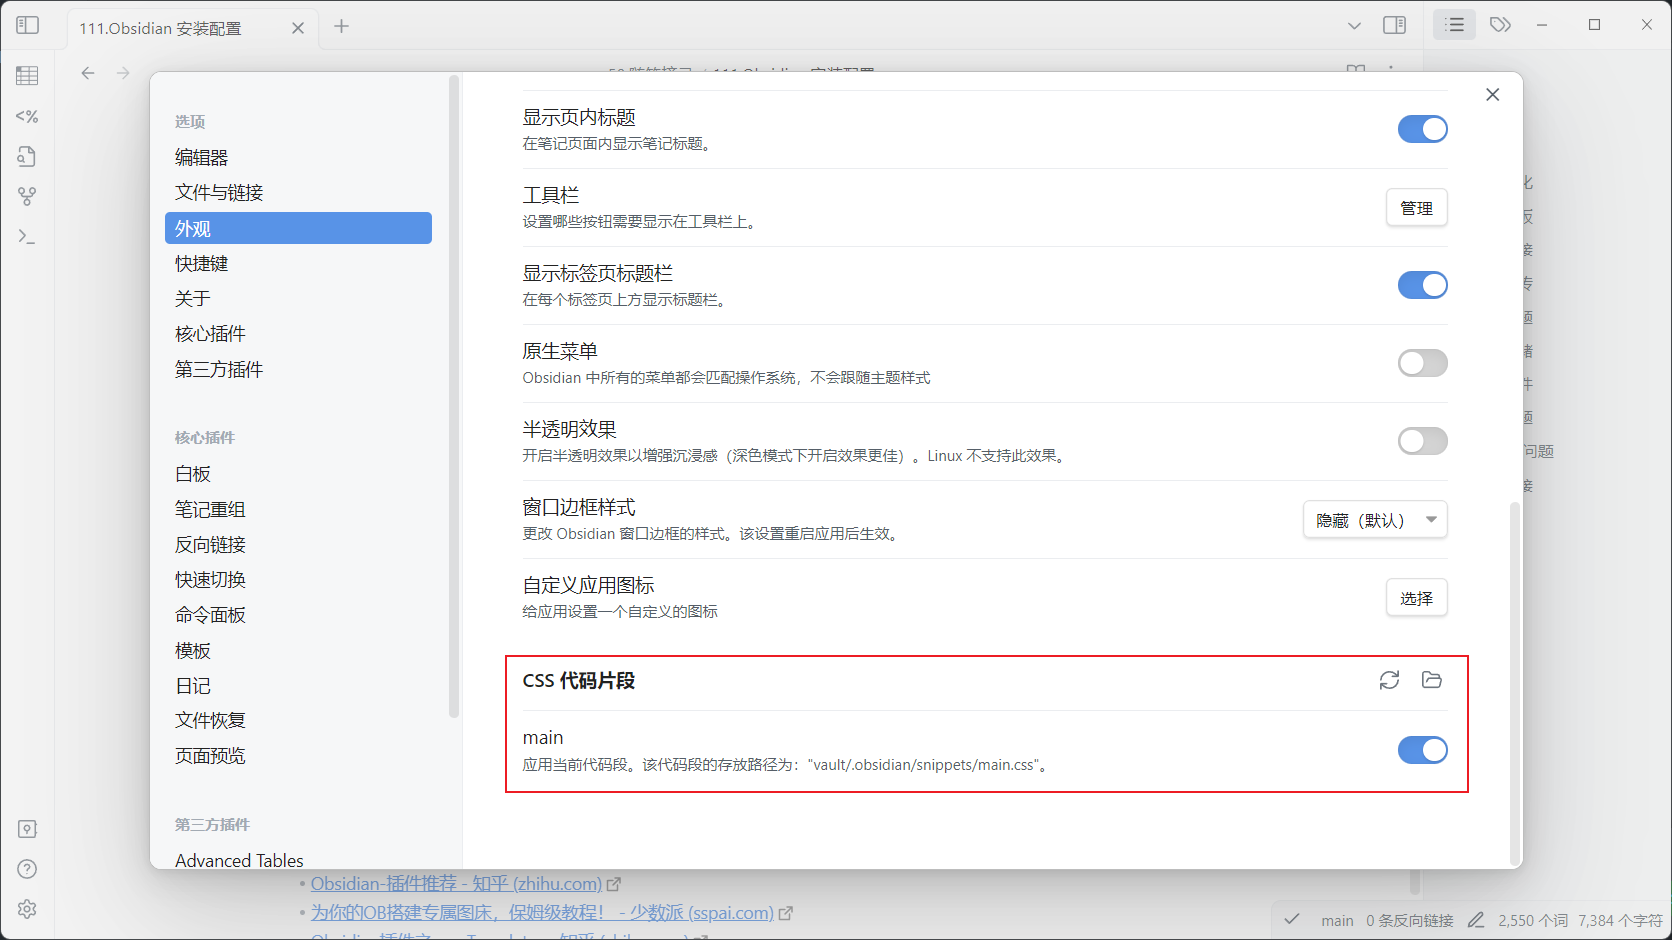 111.Obsidian 安装配置
选项
编辑器
文件与链接
外观
快捷键
关于
核心插件
第三方插件
核心插件
白板
笔记重组
反向链接
快速切换
命令面板
模板
日记
文件恢复
页面预览
第三方插件
Advanced Tables
显示页内标题
在笔记页面内显示笔记标题。
工具栏
设置哪些按钮需要显示在工具栏上。
管理
显示标签页标题栏
在每个标签页上方显示标题栏。
原生菜单
Obsidian 中所有的菜单都会匹配操作系统，不会跟随主题样式
半透明效果
开启半透明效果以增强沉浸感（深色模式下开启效果更佳）。Linux 不支持此效果。
窗口边框样式
更改 Obsidian 窗口边框的样式。该设置重启应用后生效。
隐藏（默认）
自定义应用图标
给应用设置一个自定义的图标
选择
CSS 代码片段
main
应用当前代码段。该代码段的存放路径为："vault/.obsidian/snippets/main.css"。
问题
Obsidian-插件推荐 - 知乎 (zhihu.com)
为你的OB搭建专属图床，保姆级教程！ - 少数派 (sspai.com)
main 0 条反向链接 2,550 个词 7,384 个字符